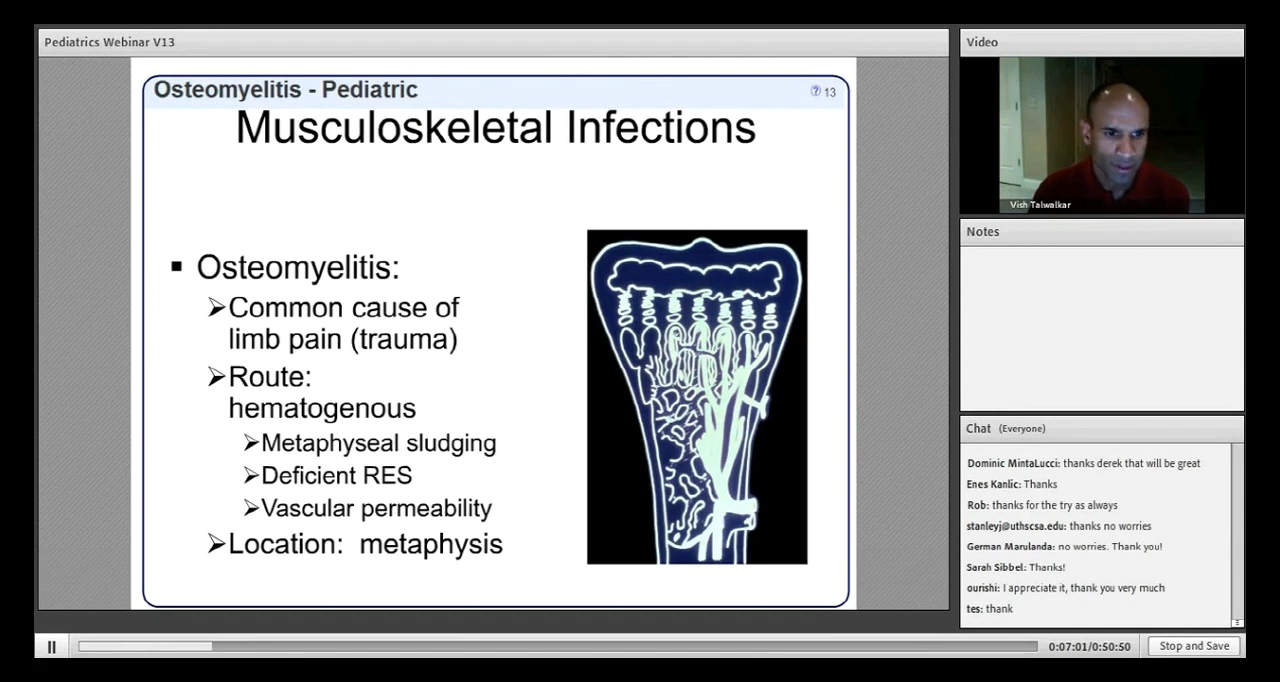 Pediatrics Webinar V13
Osteomyelitis - Pediatric
? 13
Musculoskeletal Infections
▪ Osteomyelitis:
➢Common cause of
limb pain (trauma)
➢Route:
hematogenous
➢Metaphyseal sludging
➢Deficient RES
➢Vascular permeability
➢Location: metaphysis
Video
Vish Talwalkar
Notes
Chat (Everyone)
Dominic MintaLucci: thanks derek that will be great
Enes Kanlic: Thanks
Rob: thanks for the try as always
stanleyj@uthscsa.edu: thanks no worries
German Marulanda: no worries. Thank you!
Sarah Sibbel: Thanks!
ourishi: I appreciate it, thank you very much
tes: thank
0:07:01/0:50:50
Stop and Save